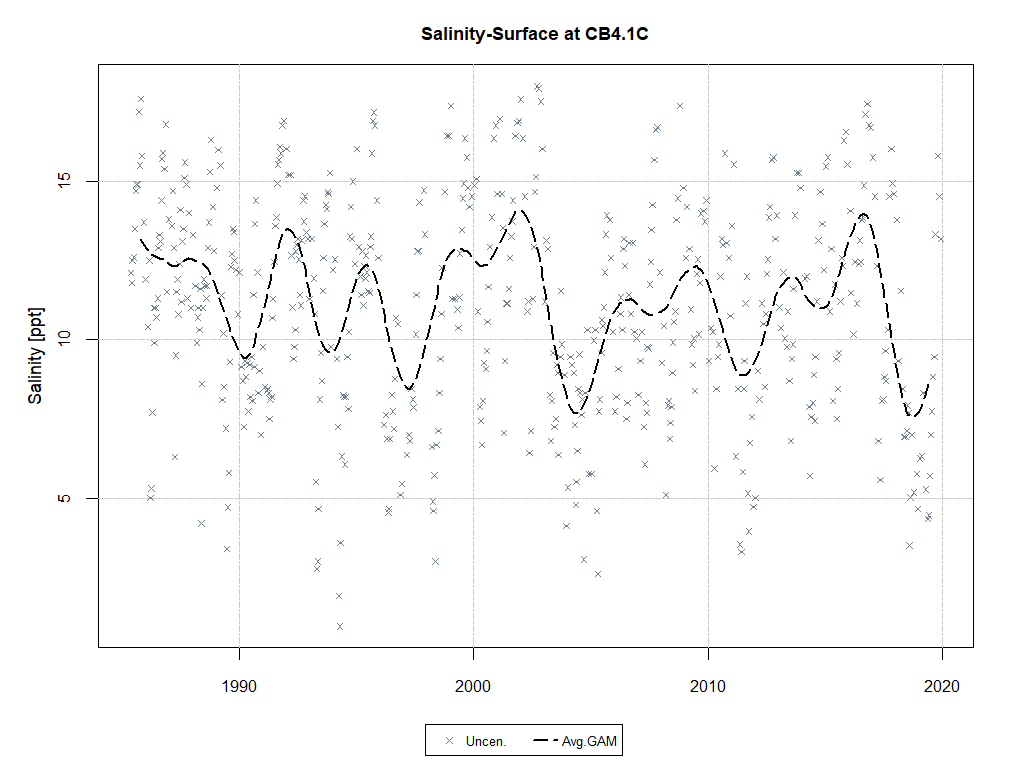 Salinity-Surface at CB4.1C
Salinity [ppt]
15
10
5
1990 2000 2010 2020
Uncen. Avg.GAM